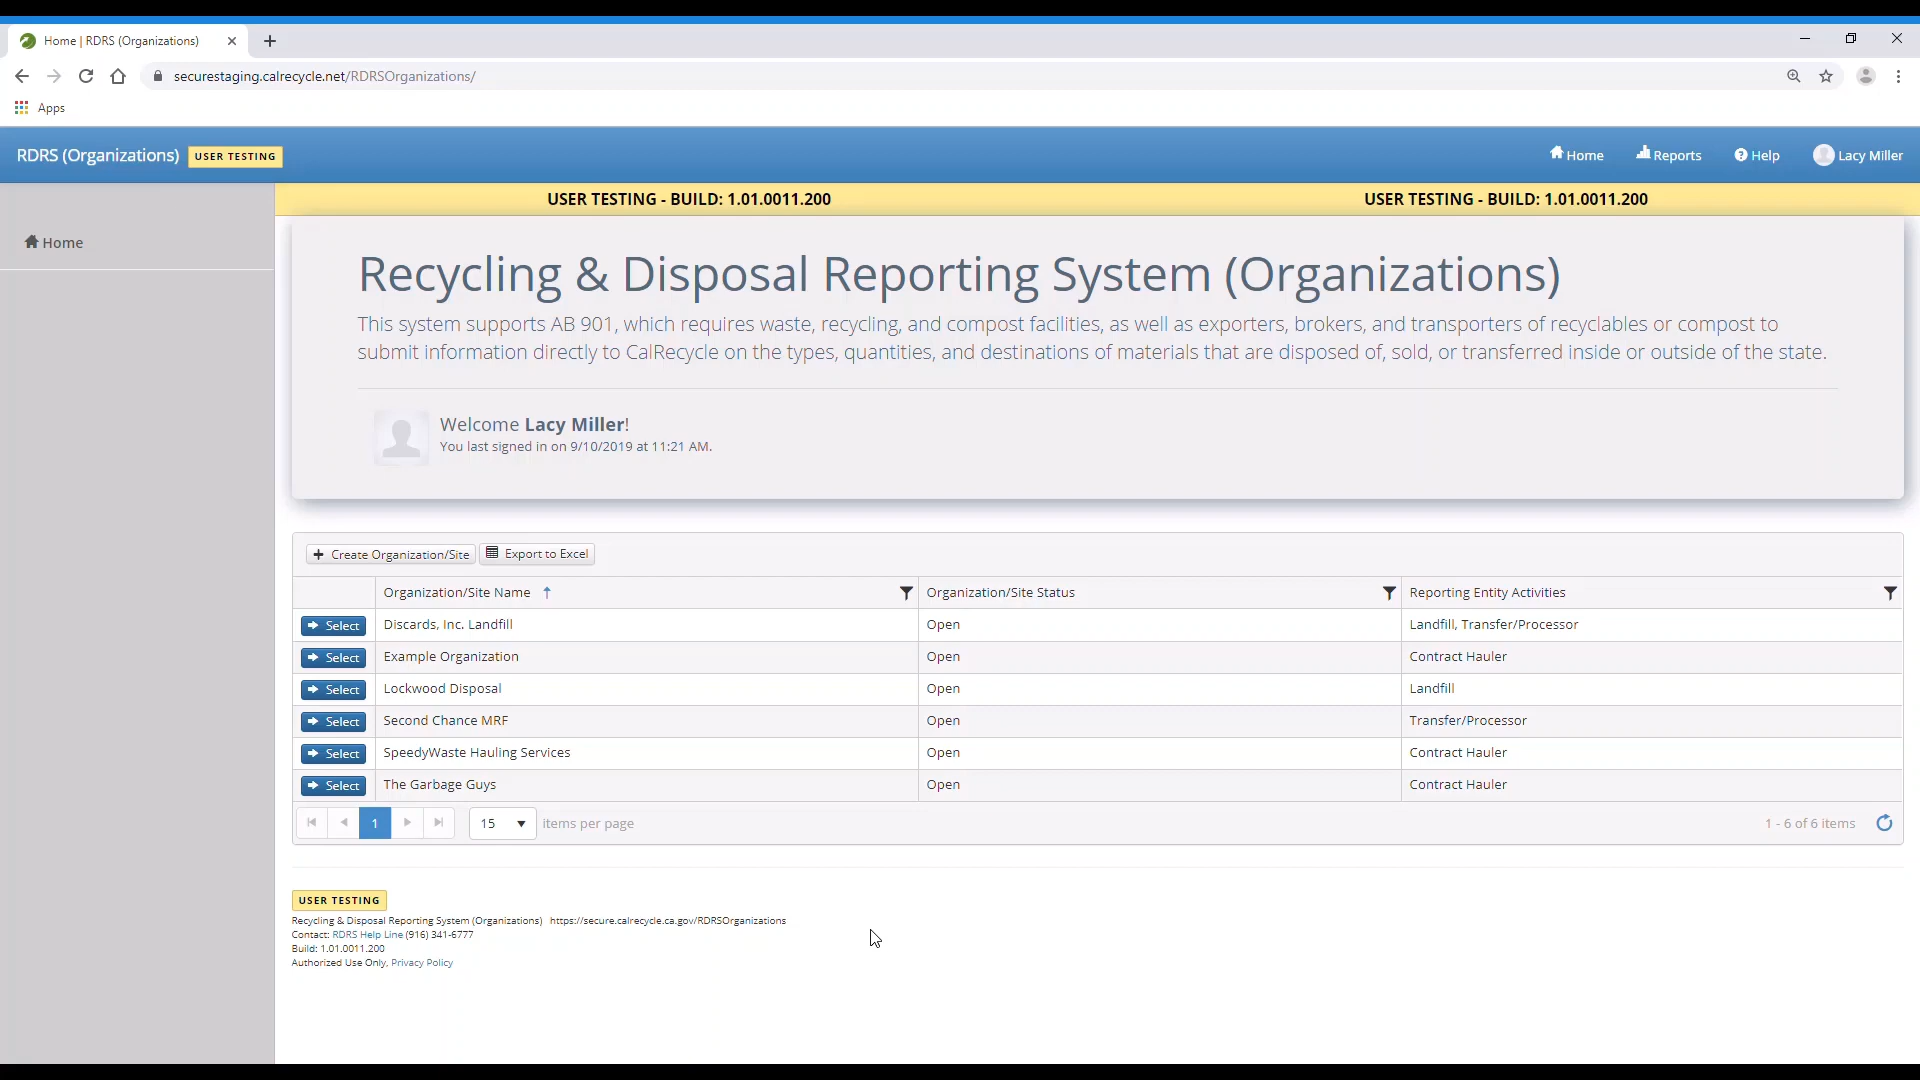 Home | RDRS (Organizations)
securestaging.calrecycle.net/RDRSOrganizations/
Apps
RDRS (Organizations) USER TESTING
Home Reports Help Lacy Miller
USER TESTING - BUILD: 1.01.0011.200 USER TESTING - BUILD: 1.01.0011.200
Home
Recycling & Disposal Reporting System (Organizations)
This system supports AB 901, which requires waste, recycling, and compost facilities, as well as exporters, brokers, and transporters of recyclables or compost to
submit information directly to CalRecycle on the types, quantities, and destinations of materials that are disposed of, sold, or transferred inside or outside of the state.
Welcome Lacy Miller!
You last signed in on 9/10/2019 at 11:21 AM.
Create Organization/Site Export to Excel
Organization/Site Name Organization/Site Status Reporting Entity Activities
Select Discards, Inc. Landfill Open Landfill, Transfer/Processor
Select Example Organization Open Contract Hauler
Select Lockwood Disposal Open Landfill
Select Second Chance MRF Open Transfer/Processor
Select SpeedyWaste Hauling Services Open Contract Hauler
Select The Garbage Guys Open Contract Hauler
1 15 items per page 1 - 6 of 6 items
USER TESTING
Recycling & Disposal Reporting System (Organizations) https://secure.calrecycle.ca.gov/RDRSOrganizations
Contact: RDRS Help Line (916) 341-6777
Build: 1.01.0011.200
Authorized Use Only, Privacy Policy